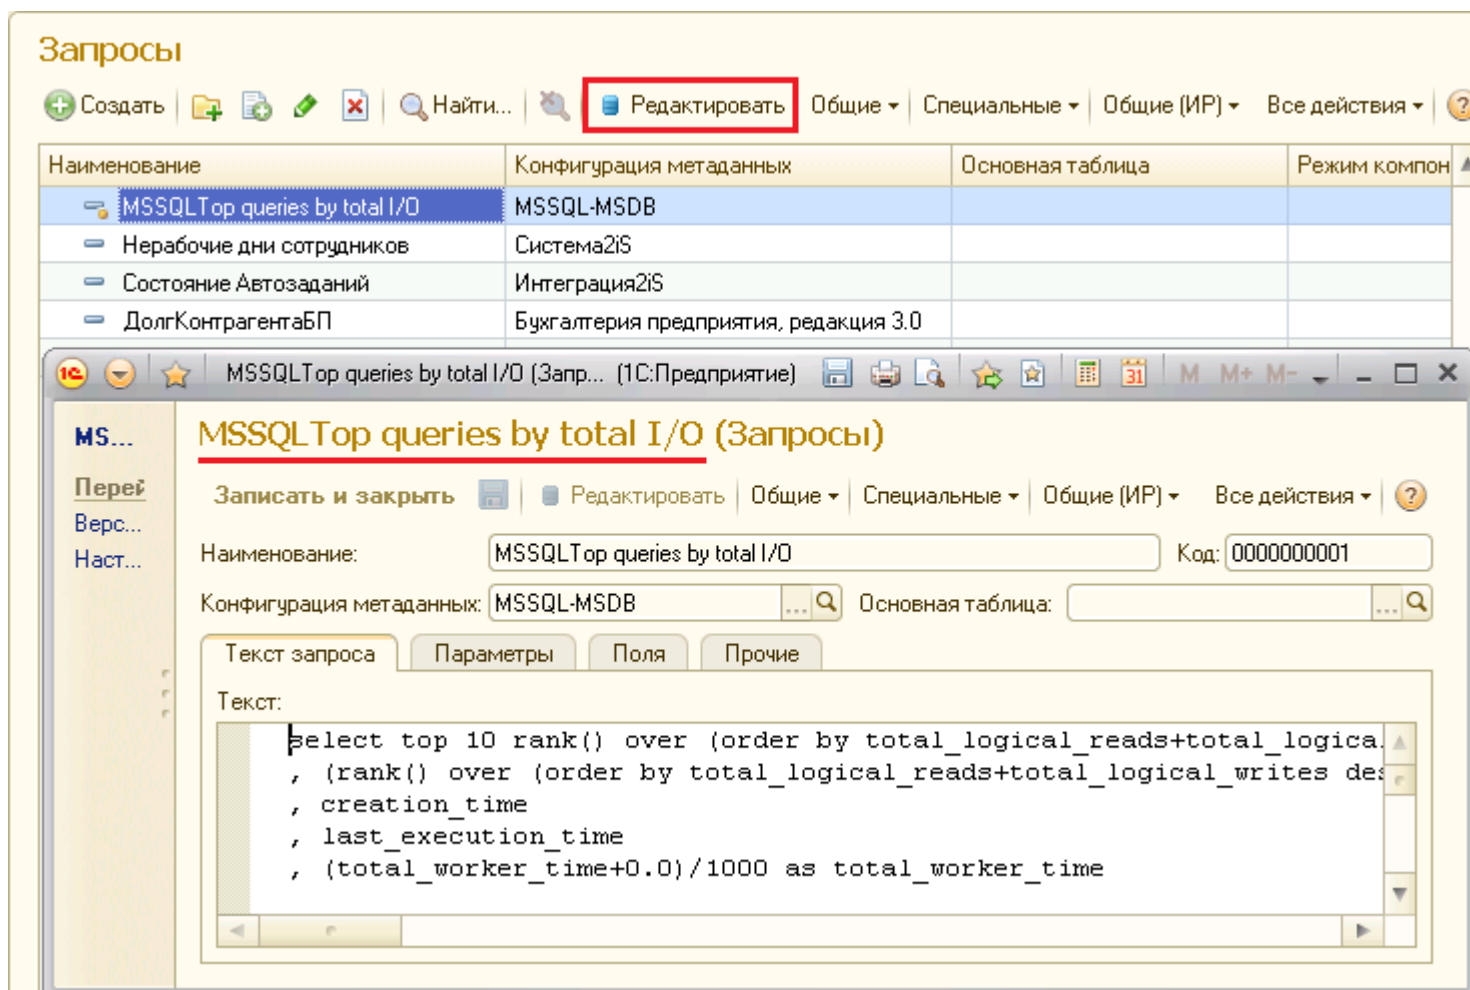 Запросы
Создать Найти... Редактировать Общие Специальные Общие (ИР) Все действия ?
Наименование Конфигурация метаданных Основная таблица Режим компон
MSSQLTop queries by total I/O MSSQL-MSDB
Нерабочие дни сотрудников Система2iS
Состояние Автозаданий Интеграция2iS
ДолгКонтрагентаБП Бухгалтерия предприятия, редакция 3.0
1С MSSQLTop queries by total I/O (Запр... (1С:Предприятие) 31 M M+ M-
MS... MSSQLTop queries by total I/O (Запросы)
Перей Записать и закрыть Редактировать Общие Специальные Общие (ИР) Все действия ?
Верс...
Наст... Наименование: MSSQLTop queries by total I/O Код: 0000000001
Конфигурация метаданных: MSSQL-MSDB ... Основная таблица: ...
Текст запроса Параметры Поля Прочие
Текст:
select top 10 rank() over (order by total_logical_reads+total_logica
, (rank() over (order by total_logical_reads+total_logical_writes des
, creation_time
, last_execution_time
, (total_worker_time+0.0)/1000 as total_worker_time